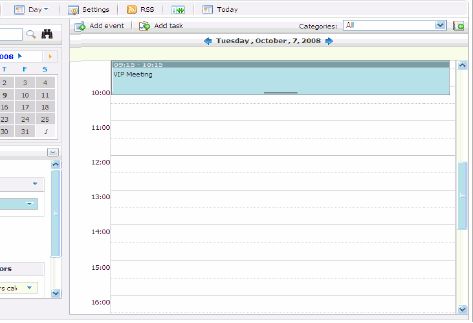 Day Settings RSS Today
Add event Add task Categories: All
Tuesday , October , 7, 2008
008
T F S
2 3 4
9 10 11
16 17 18
23 24 25
30 31 1
ors
rs cal
09:15 - 10:15
VIP Meeting
10:00
11:00
12:00
13:00
14:00
15:00
16:00